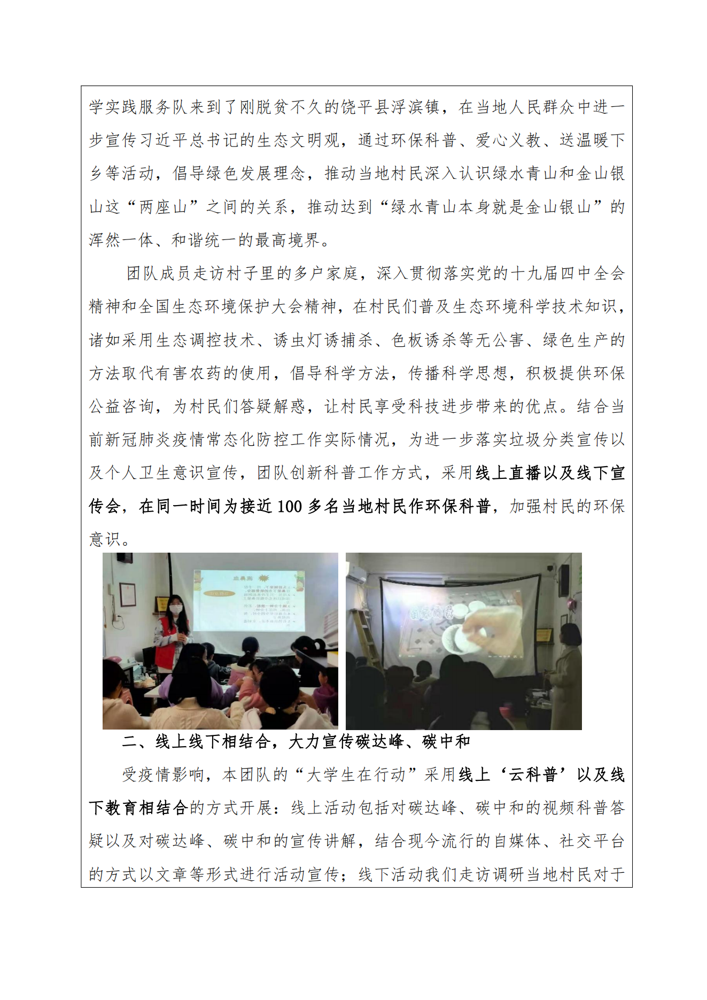 学实践服务队来到了刚脱贫不久的饶平县浮滨镇，在当地人民群众中进一
步宣传习近平总书记的生态文明观，通过环保科普、爱心义教、送温暖下
乡等活动，倡导绿色发展理念，推动当地村民深入认识绿水青山和金山银
山这“两座山”之间的关系，推动达到“绿水青山本身就是金山银山”的
浑然一体、和谐统一的最高境界。
团队成员走访村子里的多户家庭，深入贯彻落实党的十九届四中全会
精神和全国生态环境保护大会精神，在村民们普及生态环境科学技术知识，
诸如采用生态调控技术、诱虫灯诱捕杀、色板诱杀等无公害、绿色生产的
方法取代有害农药的使用，倡导科学方法，传播科学思想，积极提供环保
公益咨询，为村民们答疑解惑，让村民享受科技进步带来的优点。结合当
前新冠肺炎疫情常态化防控工作实际情况，为进一步落实垃圾分类宣传以
及个人卫生意识宣传，团队创新科普工作方式，采用线上直播以及线下宣
传会，在同一时间为接近 100 多名当地村民作环保科普，加强村民的环保
意识。
二、线上线下相结合，大力宣传碳达峰、碳中和
受疫情影响，本团队的“大学生在行动”采用线上‘云科普’以及线
下教育相结合的方式开展：线上活动包括对碳达峰、碳中和的视频科普答
疑以及对碳达峰、碳中和的宣传讲解，结合现今流行的自媒体、社交平台
的方式以文章等形式进行活动宣传；线下活动我们走访调研当地村民对于